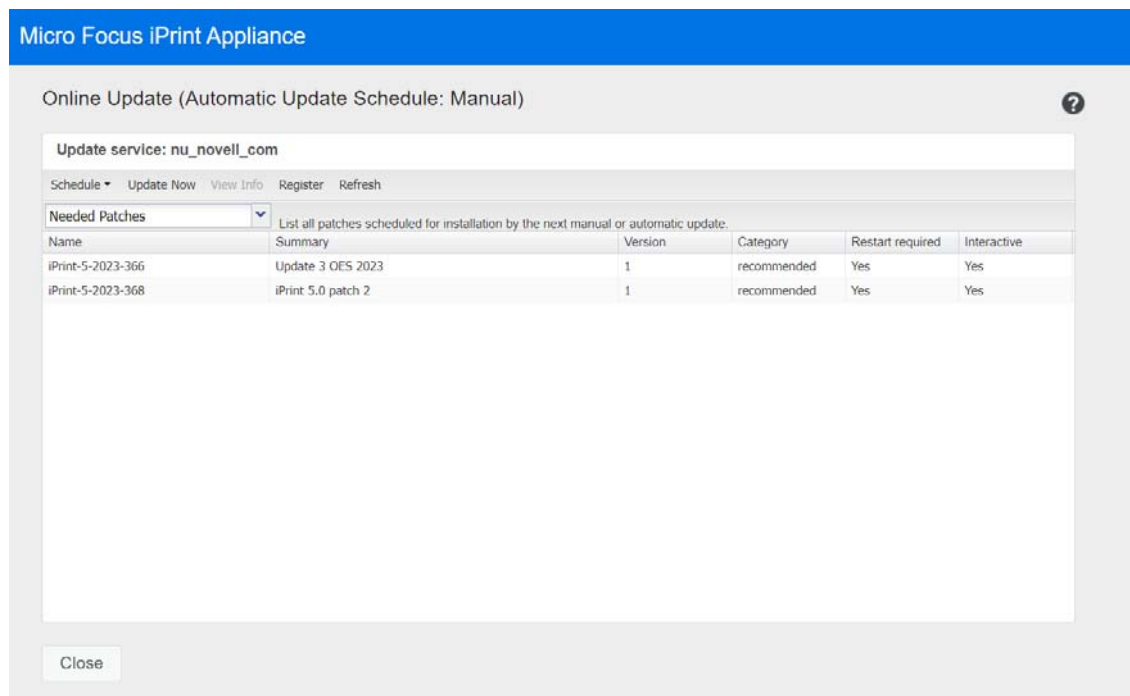 Micro Focus iPrint Appliance
Online Update (Automatic Update Schedule: Manual)
?
Update service: nu_novell_com
Schedule Update Now View Info Register Refresh
Needed Patches List all patches scheduled for installation by the next manual or automatic update.
Name Summary Version Category Restart required Interactive
iPrint-5-2023-366 Update 3 OES 2023 1 recommended Yes Yes
iPrint-5-2023-368 iPrint 5.0 patch 2 1 recommended Yes Yes
Close